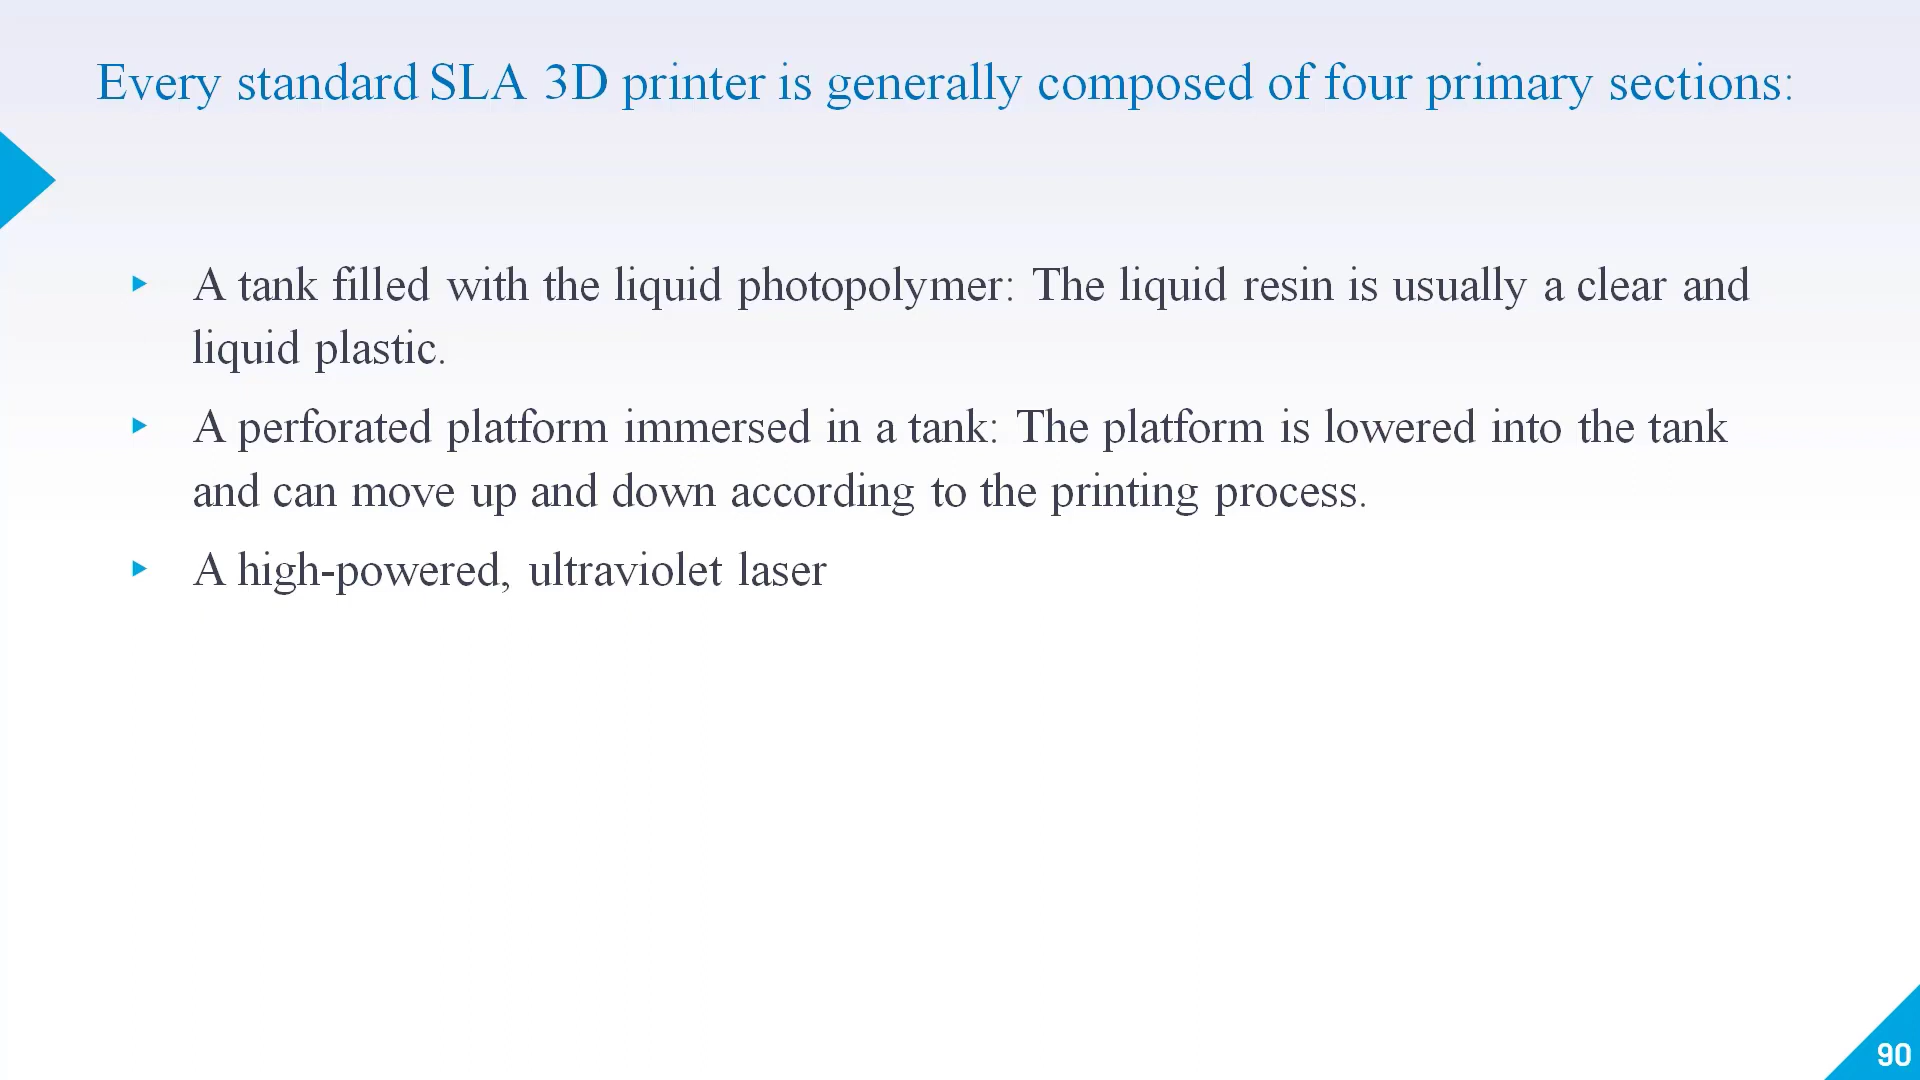 Every standard SLA 3D printer is generally composed of four primary sections:
▸ A tank filled with the liquid photopolymer: The liquid resin is usually a clear and
liquid plastic.
▸ A perforated platform immersed in a tank: The platform is lowered into the tank
and can move up and down according to the printing process.
▸ A high-powered, ultraviolet laser
90